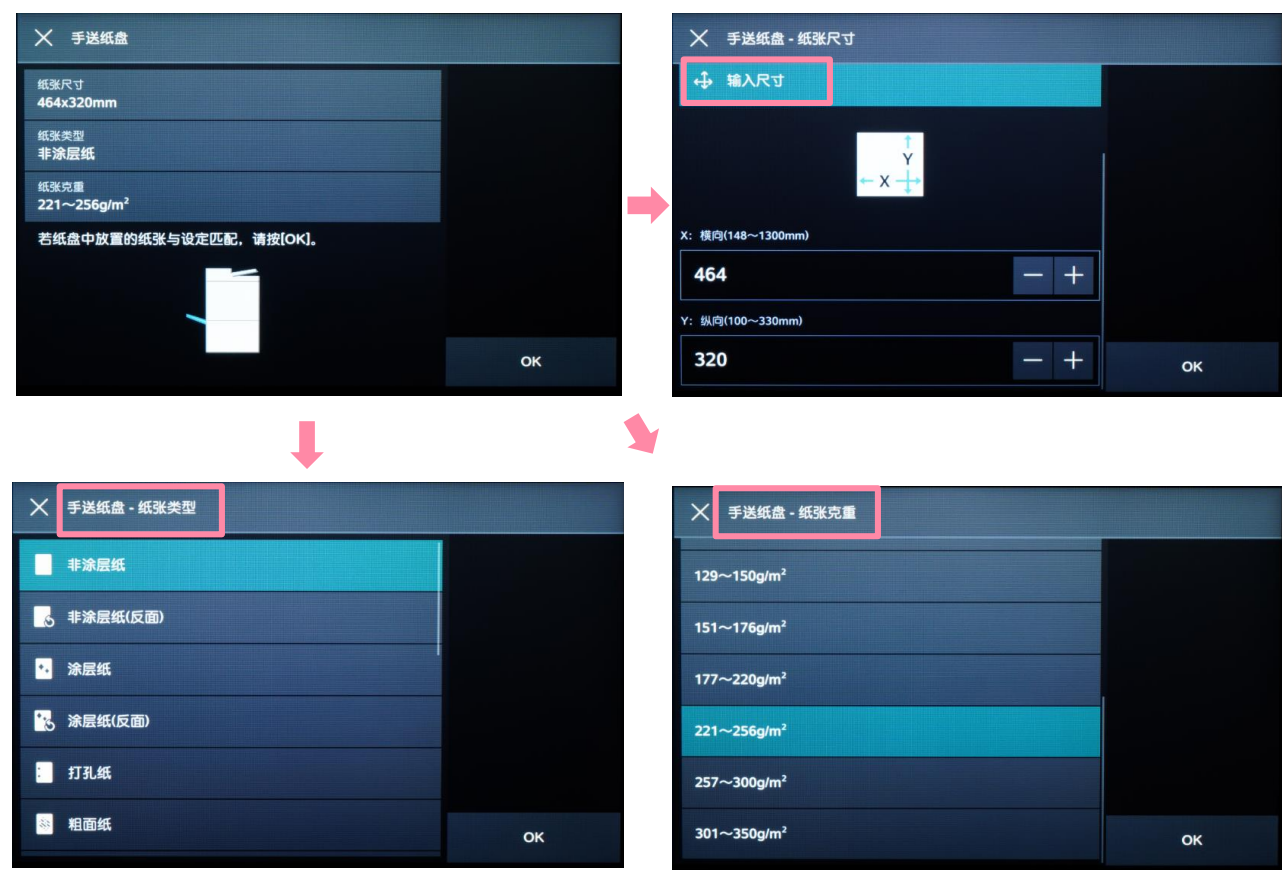 手送纸盘
纸张尺寸
464x320mm
纸张类型
非涂层纸
纸张克重
221~256g/m²
若纸盘中放置的纸张与设定匹配，请按[OK]。
OK
手送纸盘 - 纸张尺寸
输入尺寸
Y
X
X: 横向(148~1300mm)
464
Y: 纵向(100~330mm)
320
OK
手送纸盘 - 纸张类型
非涂层纸
非涂层纸(反面)
涂层纸
涂层纸(反面)
打孔纸
粗面纸
OK
手送纸盘 - 纸张克重
129~150g/m²
151~176g/m²
177~220g/m²
221~256g/m²
257~300g/m²
301~350g/m²
OK